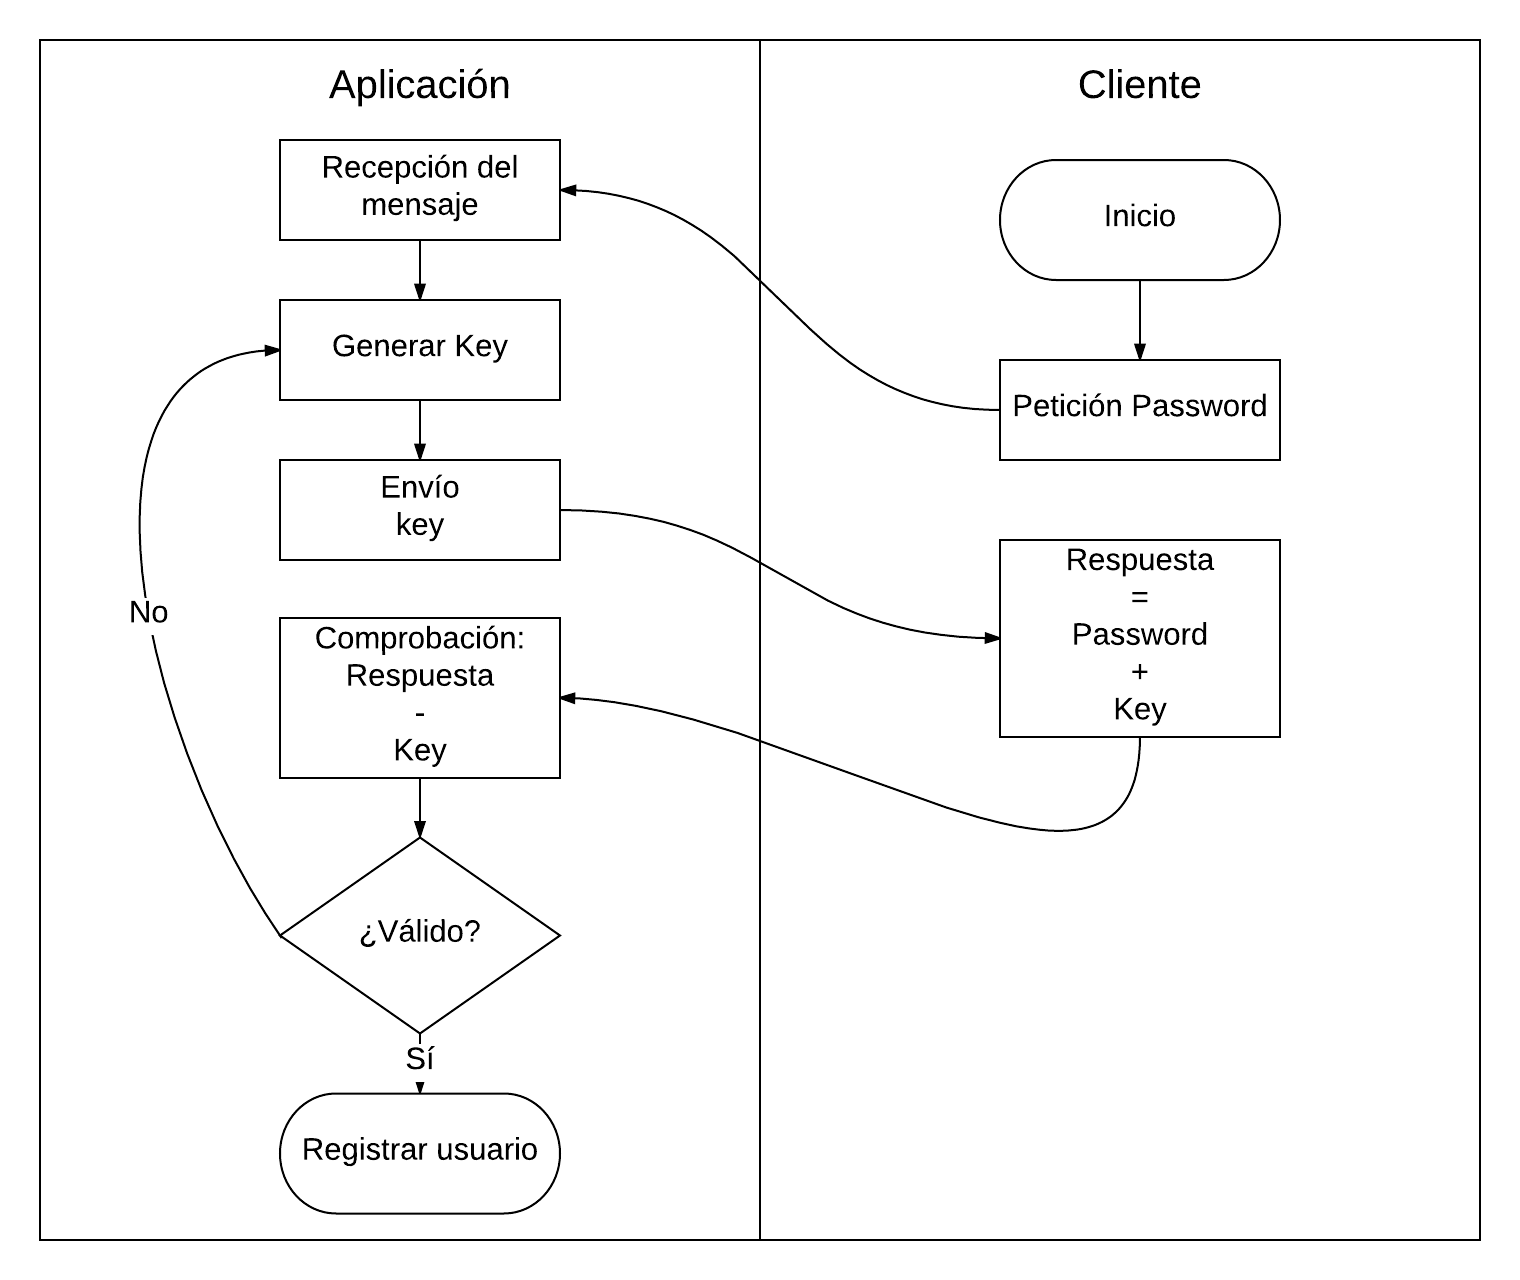 Aplicación
Recepción del
mensaje
Generar Key
Envío
key
No
Comprobación:
Respuesta
-
Key
¿Válido?
Sí
Registrar usuario
Cliente
Inicio
Petición Password
Respuesta
=
Password
+
Key